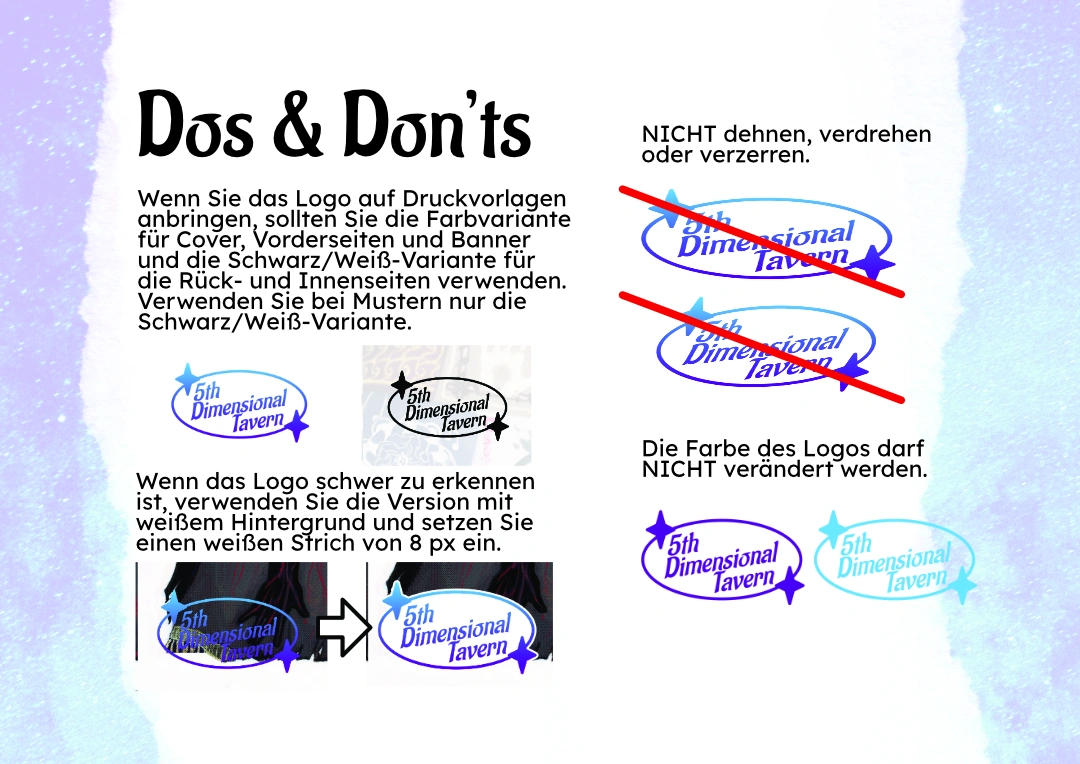 Dos & Don'ts
Wenn Sie das Logo auf Druckvorlagen
anbringen, sollten Sie die Farbvariante
für Cover, Vorderseiten und Banner
und die Schwarz/Weiß-Variante für
die Rück- und Innenseiten verwenden.
Verwenden Sie bei Mustern nur die
Schwarz/Weiß-Variante.
5th
Dimensional
Tavern
5th
Dimensional
Tavern
Wenn das Logo schwer zu erkennen
ist, verwenden Sie die Version mit
weißem Hintergrund und setzen Sie
einen weißen Strich von 8 px ein.
5th
Dimensional
Tavern
5th
Dimensional
Tavern
NICHT dehnen, verdrehen
oder verzerren.
5th
Dimensional
Tavern
5th
Dimensional
Tavern
Die Farbe des Logos darf
NICHT verändert werden.
5th
Dimensional
Tavern
5th
Dimensional
Tavern